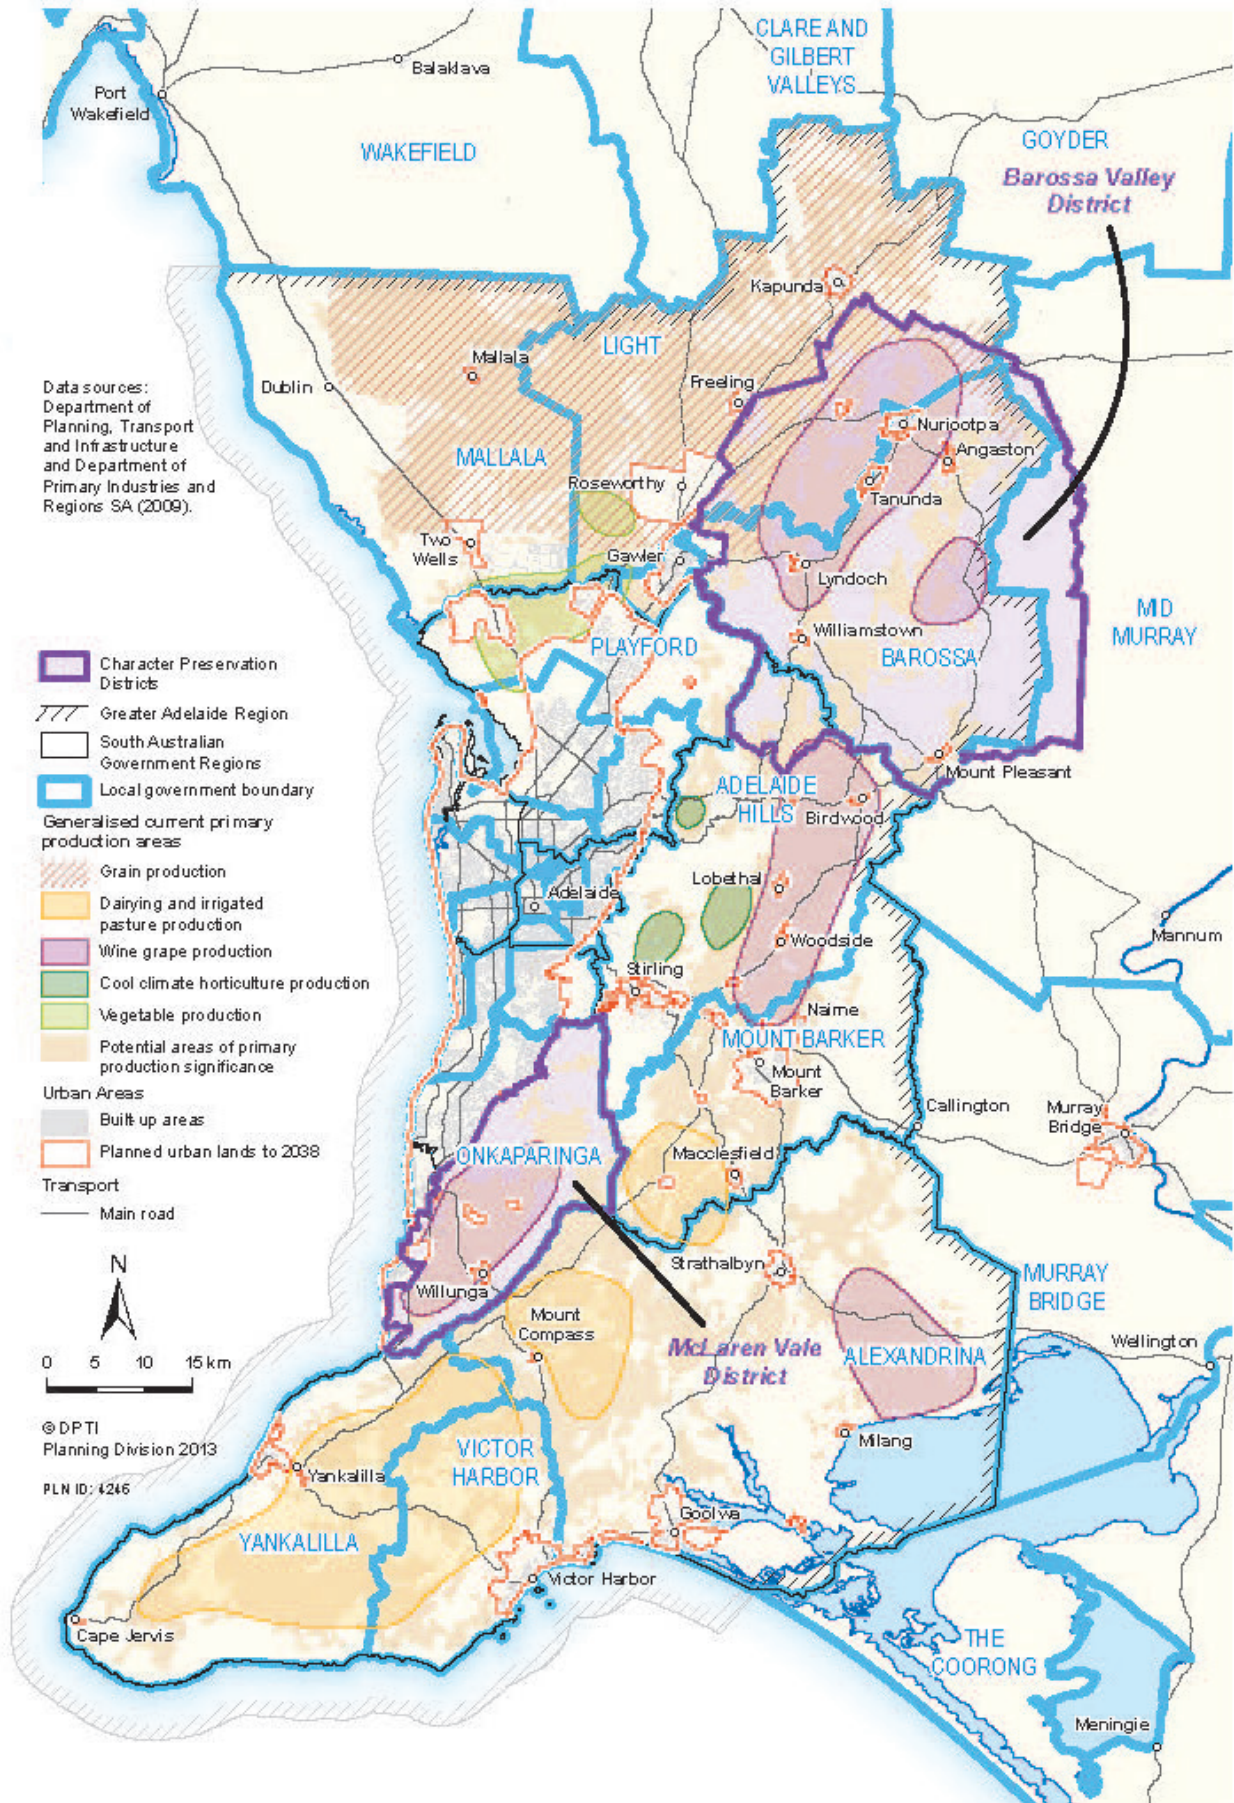 CLARE AND
GILBERT
VALLEYS
Balaklava
Port
Wakefield
WAKEFIELD
GOYDER
Barossa Valley
District
Kapunda
LIGHT
Mallala
Dublin
Freeling
Data sources:
Department of
Planning, Transport
and Infrastructure
and Department of
Primary Industries and
Regions SA (2009).
MALLALA
Nuriootpa
Angaston
Roseworthy
Tanunda
Two
Wells
Gawler
Lyndoch
MID
MURRAY
Williamstown
PLAYFORD
BAROSSA
Character Preservation
Districts
Greater Adelaide Region
South Australian
Government Regions
Local government boundary
Generalised current primary
production areas
Grain production
Dairying and irrigated
pasture production
Wine grape production
Cool climate horticulture production
Vegetable production
Potential areas of primary
production significance
Urban Areas
Built-up areas
Planned urban lands to 2038
Transport
Main road
Mount Pleasant
ADELAIDE
HILLS
Birdwood
Lobethal
Adelaide
Mannum
Woodside
Stirling
Nairne
MOUNT BARKER
Mount
Barker
Callington
Murray
Bridge
ONKAPARINGA
Macclesfield
Strathalbyn
Willunga
MURRAY
BRIDGE
Mount
Compass
Wellington
McLaren Vale
District
ALEXANDRINA
N
0 5 10 15 km
© DPTI
Planning Division 2013
PLN ID: 4246
Milang
VICTOR
HARBOR
Yankalilla
Goolwa
YANKALILLA
Victor Harbor
Cape Jervis
THE
COORONG
Meningie